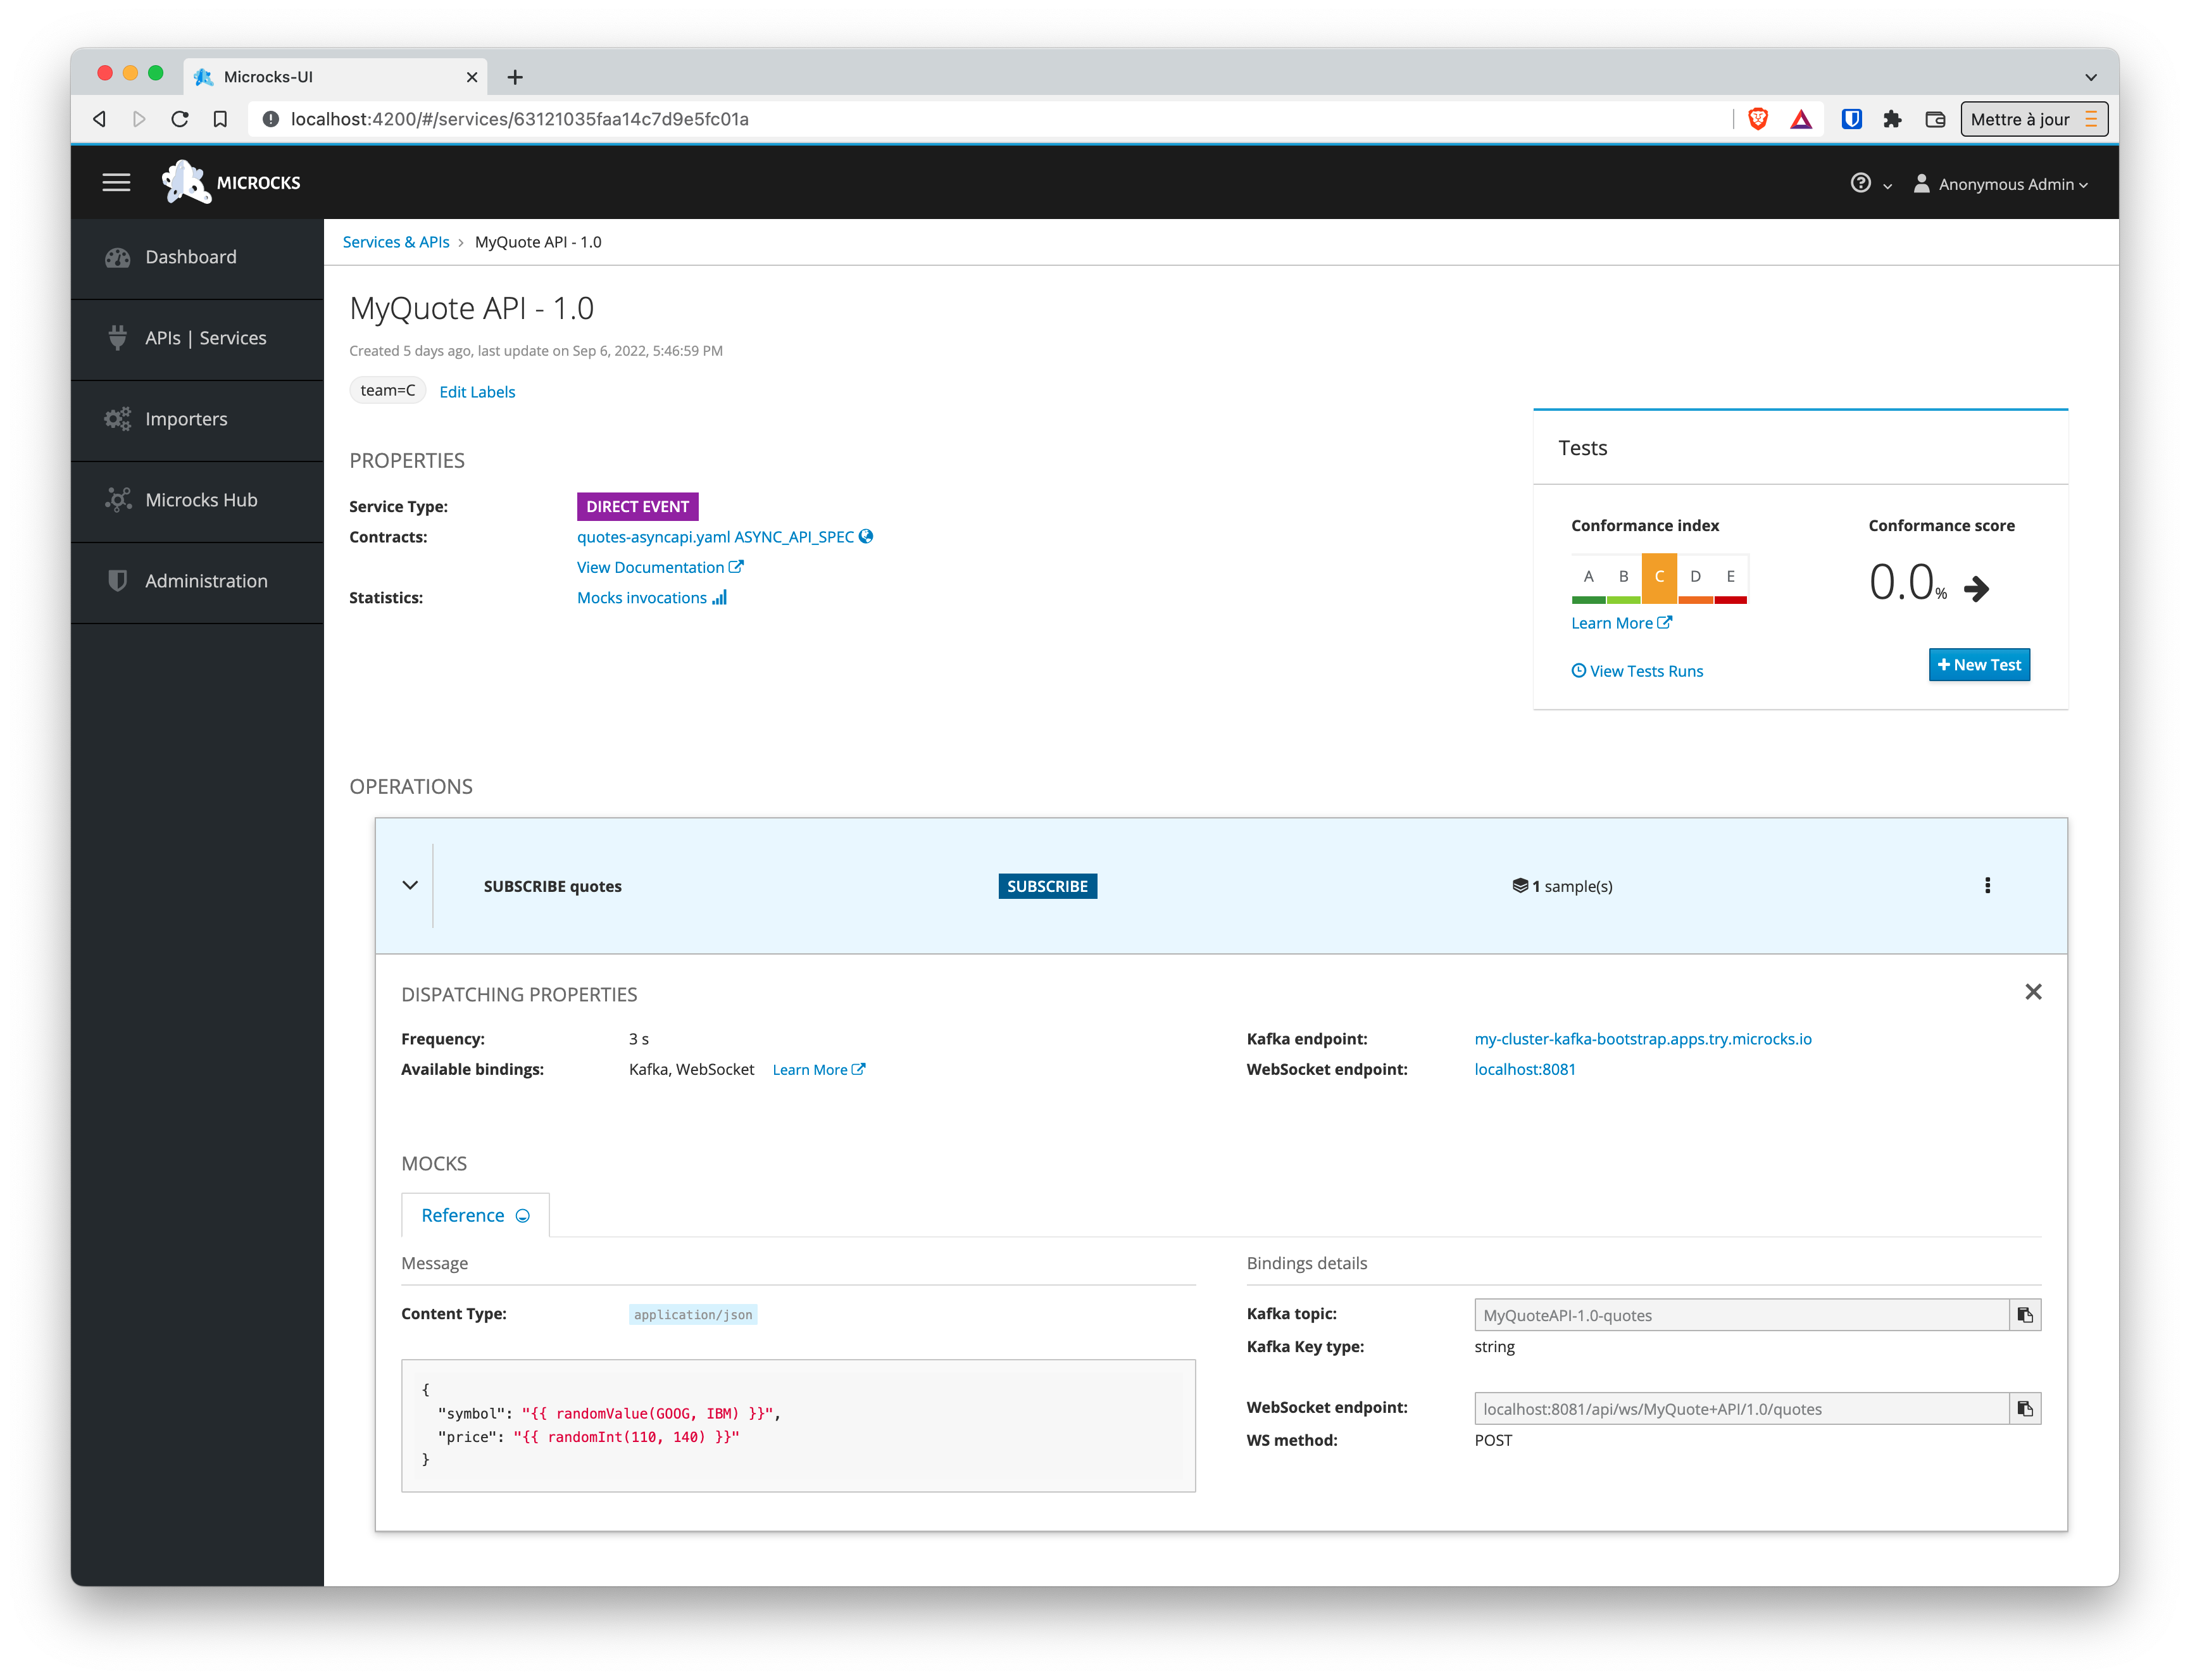 Microcks-UI
localhost:4200/#/services/63121035faa14c7d9e5fc01a
Mettre à jour
MICROCKS
Anonymous Admin
Dashboard
APIs | Services
Importers
Microcks Hub
Administration
Services & APIs › MyQuote API - 1.0
MyQuote API - 1.0
Created 5 days ago, last update on Sep 6, 2022, 5:46:59 PM
team=C Edit Labels
PROPERTIES
Service Type: DIRECT EVENT
Contracts: quotes-asyncapi.yaml ASYNC_API_SPEC
View Documentation
Statistics: Mocks invocations
Tests
Conformance index Conformance score
A B C D E
0.0%
Learn More
View Tests Runs
+ New Test
OPERATIONS
SUBSCRIBE quotes SUBSCRIBE 1 sample(s)
DISPATCHING PROPERTIES
Frequency: 3 s
Available bindings: Kafka, WebSocket Learn More
Kafka endpoint: my-cluster-kafka-bootstrap.apps.try.microcks.io
WebSocket endpoint: localhost:8081
MOCKS
Reference
Message
Content Type: application/json
{
"symbol": "{{ randomValue(GOOG, IBM) }}",
"price": "{{ randomInt(110, 140) }}"
}
Bindings details
Kafka topic: MyQuoteAPI-1.0-quotes
Kafka Key type: string
WebSocket endpoint: localhost:8081/api/ws/MyQuote+API/1.0/quotes
WS method: POST